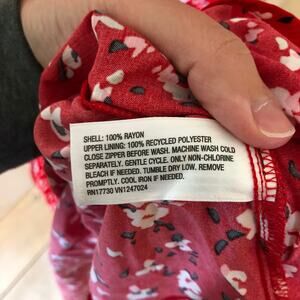 SHELL: 100% RAYON
UPPER LINING: 100% RECYCLED POLYESTER
CLOSE ZIPPER BEFORE WASH. MACHINE WASH COLD
SEPARATELY. GENTLE CYCLE. ONLY NON-CHLORINE
BLEACH IF NEEDED. TUMBLE DRY LOW. REMOVE
PROMPTLY. COOL IRON IF NEEDED.
RN17730 VN1247024